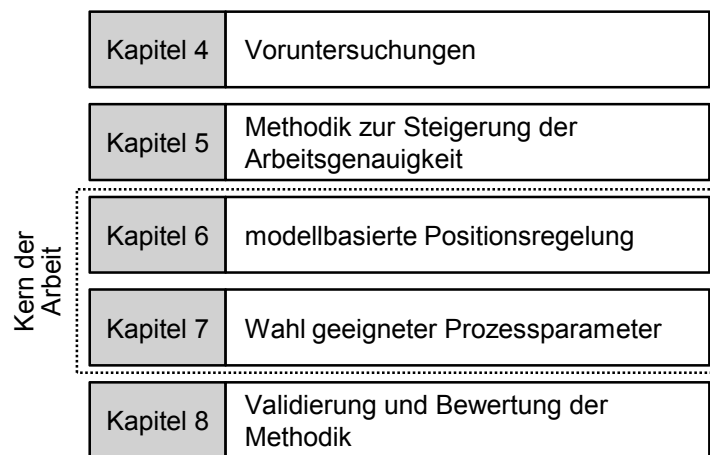 Kapitel 4
Voruntersuchungen
Kapitel 5
Methodik zur Steigerung der
Arbeitsgenauigkeit
Kern der
Arbeit
Kapitel 6
modellbasierte Positionsregelung
Kapitel 7
Wahl geeigneter Prozessparameter
Kapitel 8
Validierung und Bewertung der
Methodik